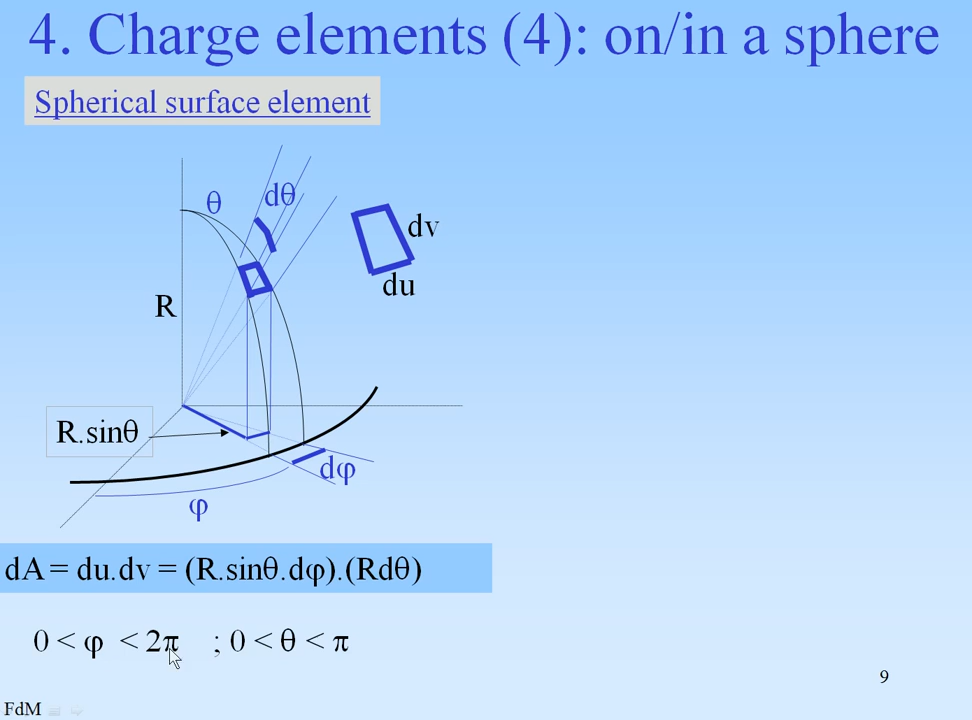 4. Charge elements (4): on/in a sphere
Spherical surface element
θ
dθ
dv
du
R
R.sinθ
dφ
φ
dA = du.dv = (R.sinθ.dφ).(Rdθ)
0 < φ < 2π ; 0 < θ < π
9
FdM